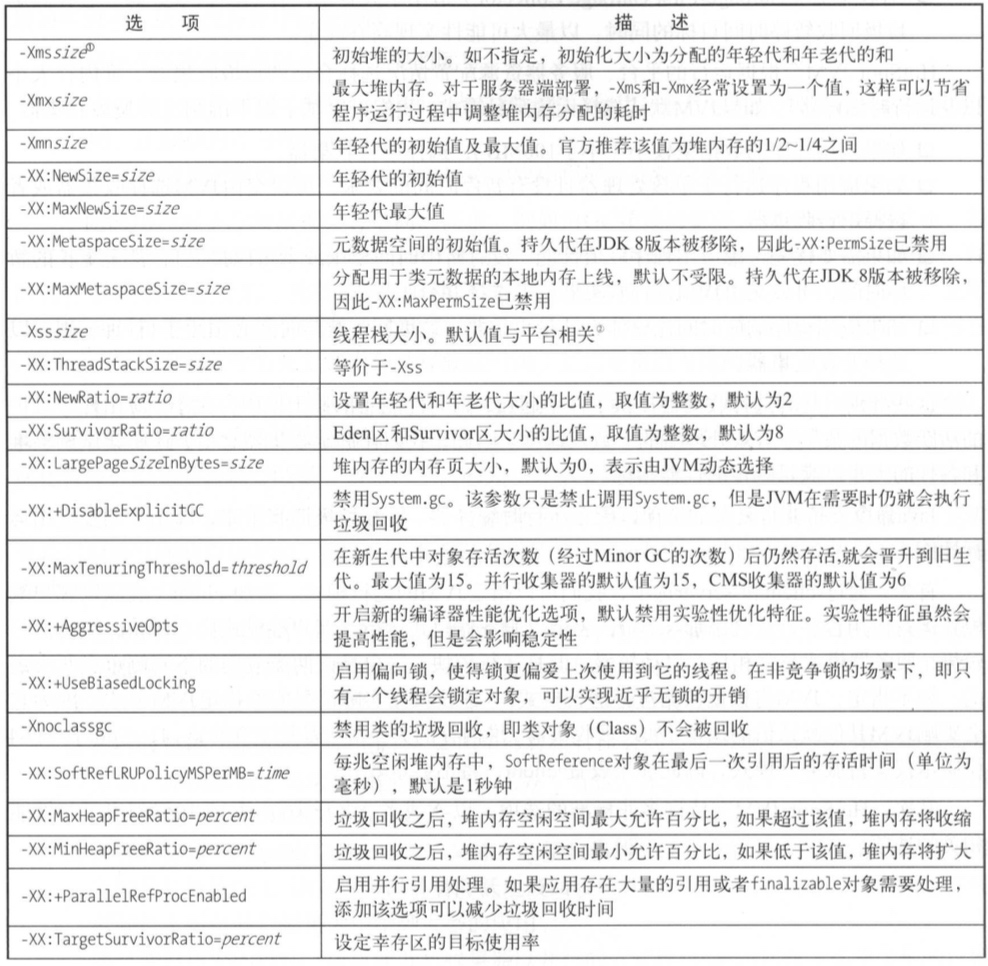 选 项 描 述
-Xmssize① 初始堆的大小。如不指定，初始化大小为分配的年轻代和年老代的和
-Xmxsize 最大堆内存。对于服务器端部署，-Xms和-Xmx经常设置为一个值，这样可以节省
程序运行过程中调整堆内存分配的耗时
-Xmnsize 年轻代的初始值及最大值。官方推荐该值为堆内存的1/2~1/4之间
-XX:NewSize=size 年轻代的初始值
-XX:MaxNewSize=size 年轻代最大值
-XX:MetaspaceSize=size 元数据空间的初始值。持久代在JDK 8版本被移除，因此-XX:PermSize已禁用
-XX:MaxMetaspaceSize=size 分配用于类元数据的本地内存上线，默认不受限。持久代在JDK 8版本被移除，
因此-XX:MaxPermSize已禁用
-Xsssize 线程栈大小。默认值与平台相关②
-XX:ThreadStackSize=size 等价于-Xss
-XX:NewRatio=ratio 设置年轻代和年老代大小的比值，取值为整数，默认为2
-XX:SurvivorRatio=ratio Eden区和Survivor区大小的比值，取值为整数，默认为8
-XX:LargePageSizeInBytes=size 堆内存的内存页大小，默认为0，表示由JVM动态选择
-XX:+DisableExplicitGC 禁用System.gc。该参数只是禁止调用System.gc，但是JVM在需要时仍就会执行
垃圾回收
-XX:MaxTenuringThreshold=threshold 在新生代中对象存活次数（经过Minor GC的次数）后仍然存活,就会晋升到旧生
代。最大值为15。并行收集器的默认值为15，CMS收集器的默认值为6
-XX:+AggressiveOpts 开启新的编译器性能优化选项，默认禁用实验性优化特征。实验性特征虽然会
提高性能，但是会影响稳定性
-XX:+UseBiasedLocking 启用偏向锁，使得锁更偏爱上次使用到它的线程。在非竞争锁的场景下，即只
有一个线程会锁定对象，可以实现近乎无锁的开销
-Xnoclassgc 禁用类的垃圾回收，即类对象（Class）不会被回收
-XX:SoftRefLRUPolicyMSPerMB=time 每兆空闲堆内存中，SoftReference对象在最后一次引用后的存活时间（单位为
毫秒），默认是1秒钟
-XX:MaxHeapFreeRatio=percent 垃圾回收之后，堆内存空闲空间最大允许百分比，如果超过该值，堆内存将收缩
-XX:MinHeapFreeRatio=percent 垃圾回收之后，堆内存空闲空间最小允许百分比，如果低于该值，堆内存将扩大
-XX:+ParallelRefProcEnabled 启用并行引用处理。如果应用存在大量的引用或者finalizable对象需要处理，
添加该选项可以减少垃圾回收时间
-XX:TargetSurvivorRatio=percent 设定幸存区的目标使用率